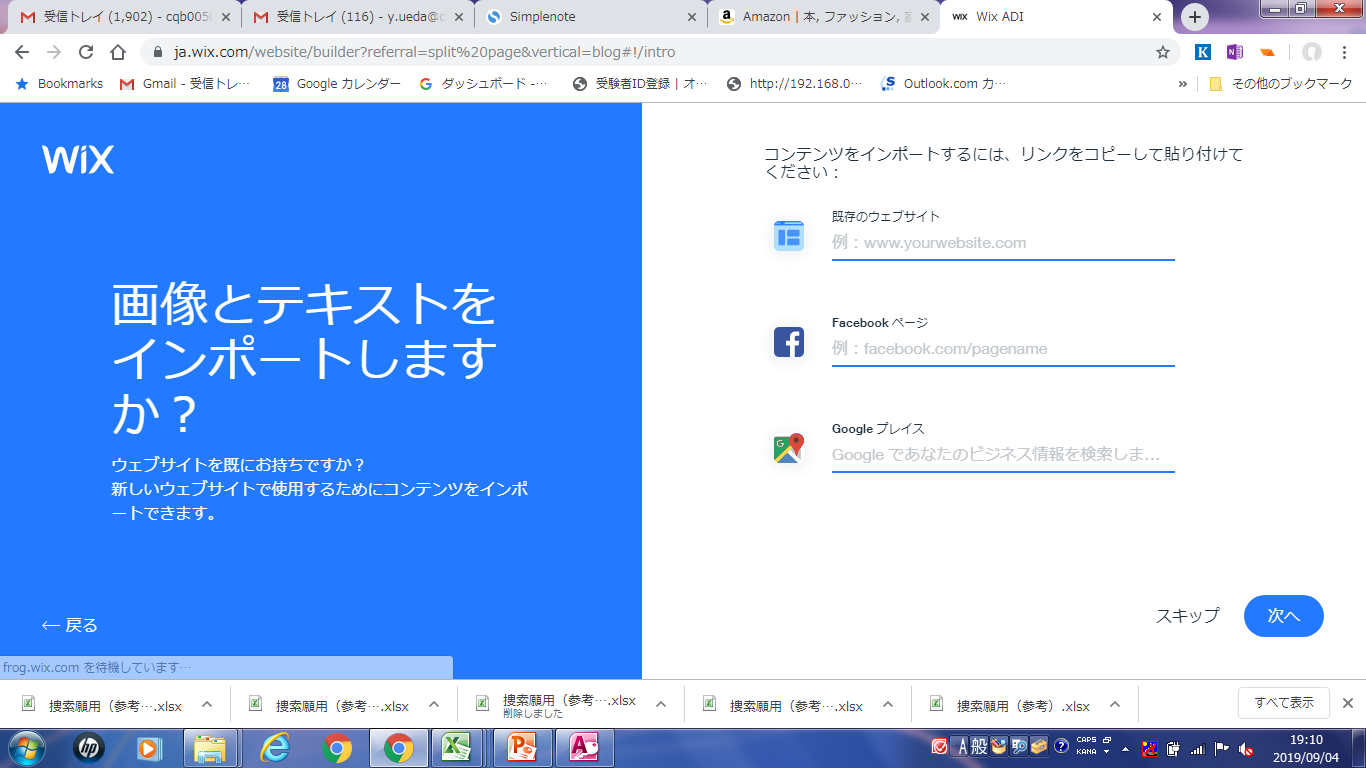 受信トレイ (1,902) - cqb0050
受信トレイ (116) - y.ueda@c
Simplenote
Amazon | 本, ファッション, 家
WiX Wix ADI
ja.wix.com/website/builder?referral=split%20page&vertical=blog#!/intro
Bookmarks
Gmail - 受信トレ…
28 Google カレンダー
ダッシュボード -…
受験者ID登録 | オ…
http://192.168.0…
Outlook.com カ…
»
その他のブックマーク
WiX
画像とテキストを
インポートします
か？
ウェブサイトを既にお持ちですか？
新しいウェブサイトで使用するためにコンテンツをインポ
ートできます。
← 戻る
コンテンツをインポートするには、リンクをコピーして貼り付けて
ください：
既存のウェブサイト
例：www.yourwebsite.com
Facebook ページ
例：facebook.com/pagename
Google プレイス
Google であなたのビジネス情報を検索しま...
スキップ
次へ
frog.wix.com を待機しています…
捜索願用（参考….xlsx
捜索願用（参考….xlsx
捜索願用（参考….xlsx
削除しました
捜索願用（参考….xlsx
捜索願用（参考）.xlsx
すべて表示
A 般
CAPS
KANA
19:10
2019/09/04